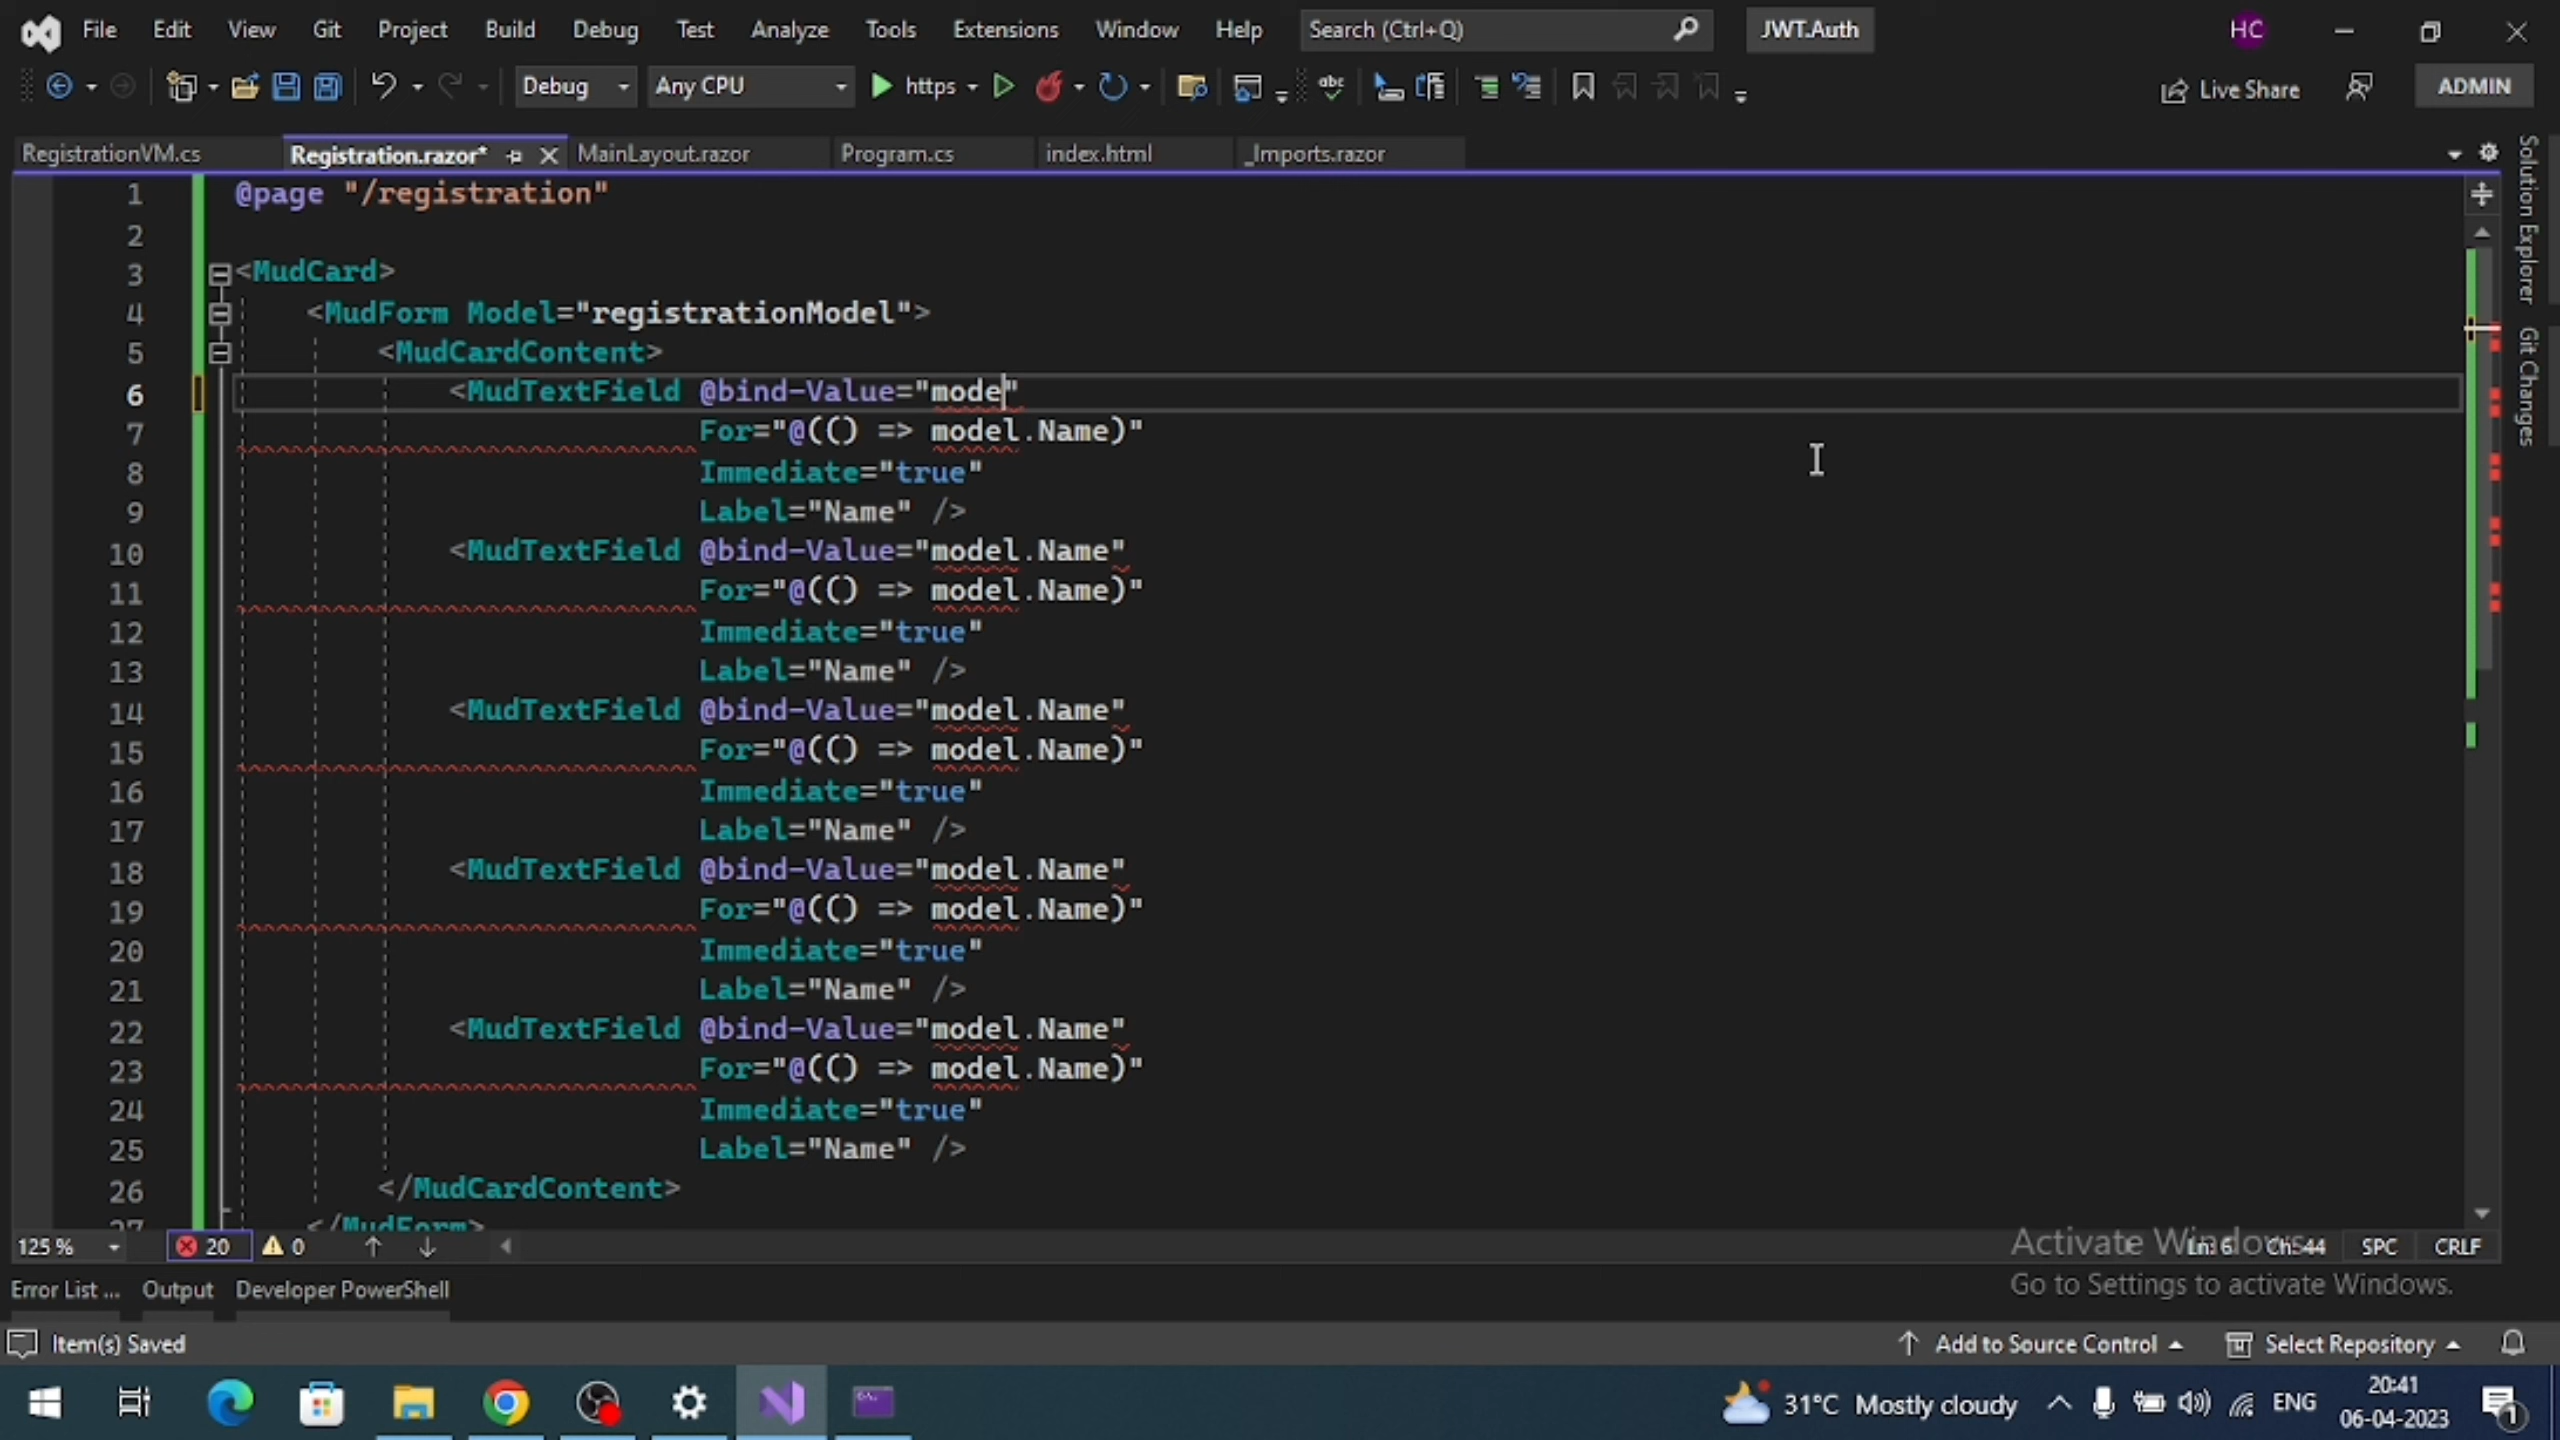 File Edit View Git Project Build Debug Test Analyze Tools Extensions Window Help Search (Ctrl+Q) JWT.Auth HC
Debug Any CPU https Live Share ADMIN
RegistrationVM.cs Registration.razor* MainLayout.razor Program.cs index.html _Imports.razor
Solution Explorer
Git Changes
1 @page "/registration"
2
3 <MudCard>
4 <MudForm Model="registrationModel">
5 <MudCardContent>
6 <MudTextField @bind-Value="mode"
7 For="@(() => model.Name)"
8 Immediate="true"
9 Label="Name" />
10 <MudTextField @bind-Value="model.Name"
11 For="@(() => model.Name)"
12 Immediate="true"
13 Label="Name" />
14 <MudTextField @bind-Value="model.Name"
15 For="@(() => model.Name)"
16 Immediate="true"
17 Label="Name" />
18 <MudTextField @bind-Value="model.Name"
19 For="@(() => model.Name)"
20 Immediate="true"
21 Label="Name" />
22 <MudTextField @bind-Value="model.Name"
23 For="@(() => model.Name)"
24 Immediate="true"
25 Label="Name" />
26 </MudCardContent>
27 </MudForm>
125 % 20 0 Ln: 6 Ch: 44 SPC CRLF
Activate Windows
Go to Settings to activate Windows.
Error List ... Output Developer PowerShell
Item(s) Saved Add to Source Control Select Repository
31°C Mostly cloudy ENG 20:41
06-04-2023 1